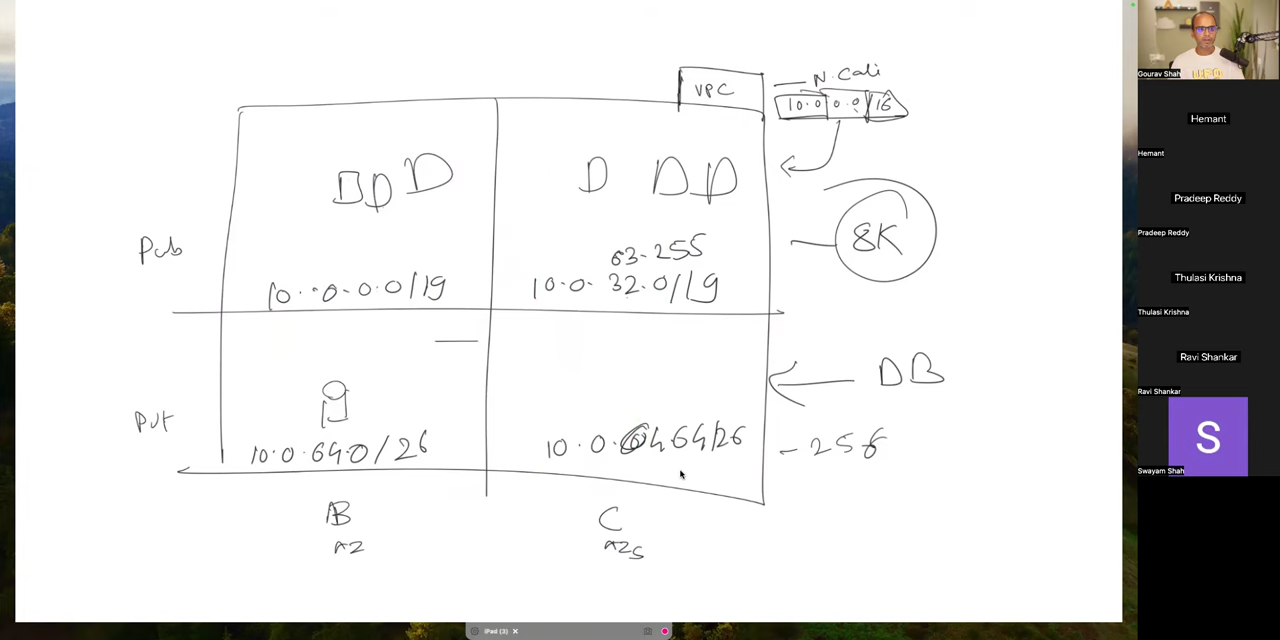 VPC
N. Cali
10.0 0.0 16
D D D
D D D
Pub
8K
63-255
10.0.0.0/19
10.0.32.0/19
DB
Pvt
10.0.64.0/26
10.0.64.64/26
-256
B
C
AZ
AZs
Gourav Shah
Hemant
Hemant
Pradeep Reddy
Pradeep Reddy
Thulasi Krishna
Thulasi Krishna
Ravi Shankar
Ravi Shankar
S
Swayam Shah
iPad (3)